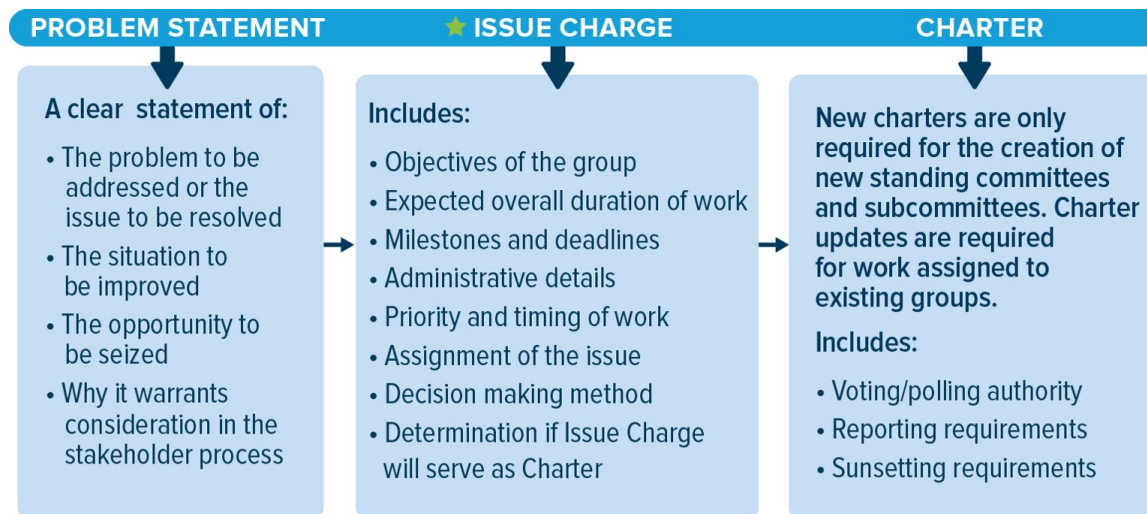 PROBLEM STATEMENT
ISSUE CHARGE
CHARTER
A clear statement of:
• The problem to be
addressed or the
issue to be resolved
• The situation to
be improved
• The opportunity to
be seized
• Why it warrants
consideration in the
stakeholder process
Includes:
• Objectives of the group
• Expected overall duration of work
• Milestones and deadlines
• Administrative details
• Priority and timing of work
• Assignment of the issue
• Decision making method
• Determination if Issue Charge
will serve as Charter
New charters are only
required for the creation of
new standing committees
and subcommittees. Charter
updates are required
for work assigned to
existing groups.
Includes:
• Voting/polling authority
• Reporting requirements
• Sunsetting requirements